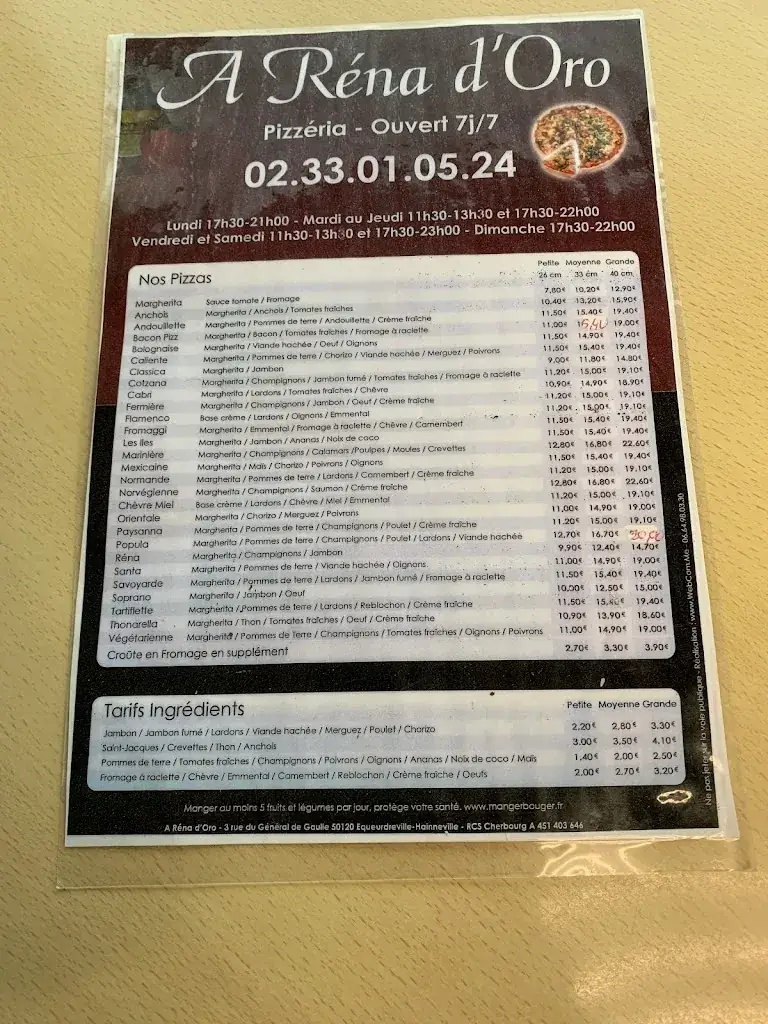 A Réna d'Oro
Pizzéria - Ouvert 7j/7
02.33.01.05.24
Lundi 17h30-21h00 - Mardi au Jeudi 11h30-13h30 et 17h30-22h00
Vendredi et Samedi 11h30-13h30 et 17h30-23h00 - Dimanche 17h30-22h00
Nos Pizzas
Petite Moyenne Grande
26 cm 33 cm 40 cm
Margherita Sauce tomate / Fromage 7,80€ 10,20€ 12,90€
Anchois Margherita / Anchois / Tomates fraîches 10,40€ 13,20€ 15,90€
Andouillette Margherita / Pommes de terre / Andouillette / Crème fraîche 11,50€ 15,40€ 19,40€
Bacon Pizz Margherita / Bacon / Tomates fraîches / Fromage à raclette 11,00€ 15,40 19,00€
Bolognaise Margherita / Viande hachée / Oeuf / Oignons 11,50€ 14,90€ 19,40€
Caliente Margherita / Pommes de terre / Chorizo / Viande hachée / Merguez / Poivrons 11,50€ 15,40€ 19,40€
Classica Margherita / Jambon 9,00€ 11,80€ 14,80€
Cotzana Margherita / Champignons / Jambon fumé / Tomates fraîches / Fromage à raclette 11,20€ 15,00€ 19,10€
Cabri Margherita / Lardons / Tomates fraîches / Chèvre 10,90€ 14,90€ 18,90€
Fermière Margherita / Champignons / Jambon / Oeuf / Crème fraîche 11,20€ 15,00€ 19,10€
Flamenco Base crème / Lardons / Oignons / Emmental 11,20€ 15,00€ 19,10€
Fromaggi Margherita / Emmental / Fromage à raclette / Chèvre / Camembert 11,50€ 15,40€ 19,40€
Les Iles Margherita / Jambon / Ananas / Noix de coco 11,50€ 15,40€ 19,40€
Marinière Margherita / Champignons / Calamars /Poulpes / Moules / Crevettes 12,80€ 16,80€ 22,60€
Mexicaine Margherita / Maïs / Chorizo / Poivrons / Oignons 11,50€ 15,40€ 19,40€
Normande Margherita / Pommes de terre / Lardons / Camembert / Crème fraîche 11,20€ 15,00€ 19,10€
Norvégienne Margherita / Champignons / Saumon / Crème fraîche 12,80€ 16,80€ 22,60€
Chèvre Miel Base crème / Lardons / Chèvre / Miel / Emmental 11,20€ 15,00€ 19,10€
Orientale Margherita / Chorizo / Merguez / Poivrons 11,00€ 14,90€ 19,00€
Paysanna Margherita / Pommes de terre / Champignons / Poulet / Crème fraîche 11,20€ 15,00€ 19,10€
Popula Margherita / Pommes de terre / Champignons / Poulet / Lardons / Viande hachée 12,70€ 16,70€
Réna Margherita / Champignons / Jambon 9,90€ 12,40€ 14,70€
Santa Margherita / Pommes de terre / Viande hachée / Oignons 11,00€ 14,90€ 19,00€
Savoyarde Margherita / Pommes de terre / Lardons / Jambon fumé / Fromage à raclette 11,50€ 15,40€ 19,40€
Soprano Margherita / Jambon / Oeuf 10,00€ 12,50€ 15,00€
Tartiflette Margherita / Pommes de terre / Lardons / Reblochon / Crème fraîche 11,50€ 15,40€ 19,40€
Thonarella Margherita / Thon / Tomates fraîches / Oeuf / Crème fraîche 10,90€ 13,90€ 18,60€
Végétarienne Margherita / Pommes de terre / Champignons / Tomates fraîches / Oignons / Poivrons 11,00€ 14,90€ 19,00€
Croûte en Fromage en supplément 2,70€ 3,30€ 3,90€
Tarifs Ingrédients
Petite Moyenne Grande
Jambon / Jambon fumé / Lardons / Viande hachée / Merguez / Poulet / Chorizo 2,20€ 2,80€ 3,30€
Saint-Jacques / Crevettes / Thon / Anchois 3,00€ 3,50€ 4,10€
Pommes de terre / Tomates fraîches / Champignons / Poivrons / Oignons / Ananas / Noix de coco / Maïs 1,40€ 2,00€ 2,50€
Fromage à raclette / Chèvre / Emmental / Camembert / Reblochon / Crème fraîche / Oeufs 2,00€ 2,70€ 3,20€
Manger au moins 5 fruits et légumes par jour, protège votre santé. www.mangerbouger.fr
A Réna d'Oro - 3 rue du Général de Gaulle 50120 Equeurdreville-Hainneville - RCS Cherbourg A 451 403 646
Ne pas jeter sur la voie publique - Réalisation : www.WebCom.Me - 06.64.98.03.30